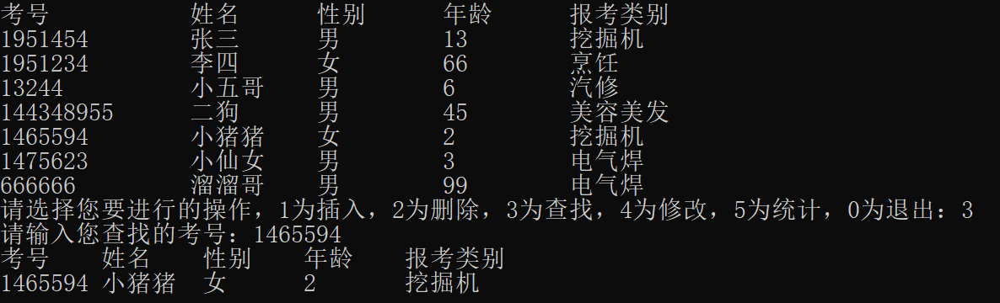 考号 姓名 性别 年龄 报考类别
1951454 张三 男 13 挖掘机
1951234 李四 女 66 烹饪
13244 小五哥 男 6 汽修
144348955 二狗 男 45 美容美发
1465594 小猪猪 女 2 挖掘机
1475623 小仙女 男 3 电气焊
666666 溜溜哥 男 99 电气焊
请选择您要进行的操作，1为插入，2为删除，3为查找，4为修改，5为统计，0为退出：3
请输入您查找的考号：1465594
考号 姓名 性别 年龄 报考类别
1465594 小猪猪 女 2 挖掘机